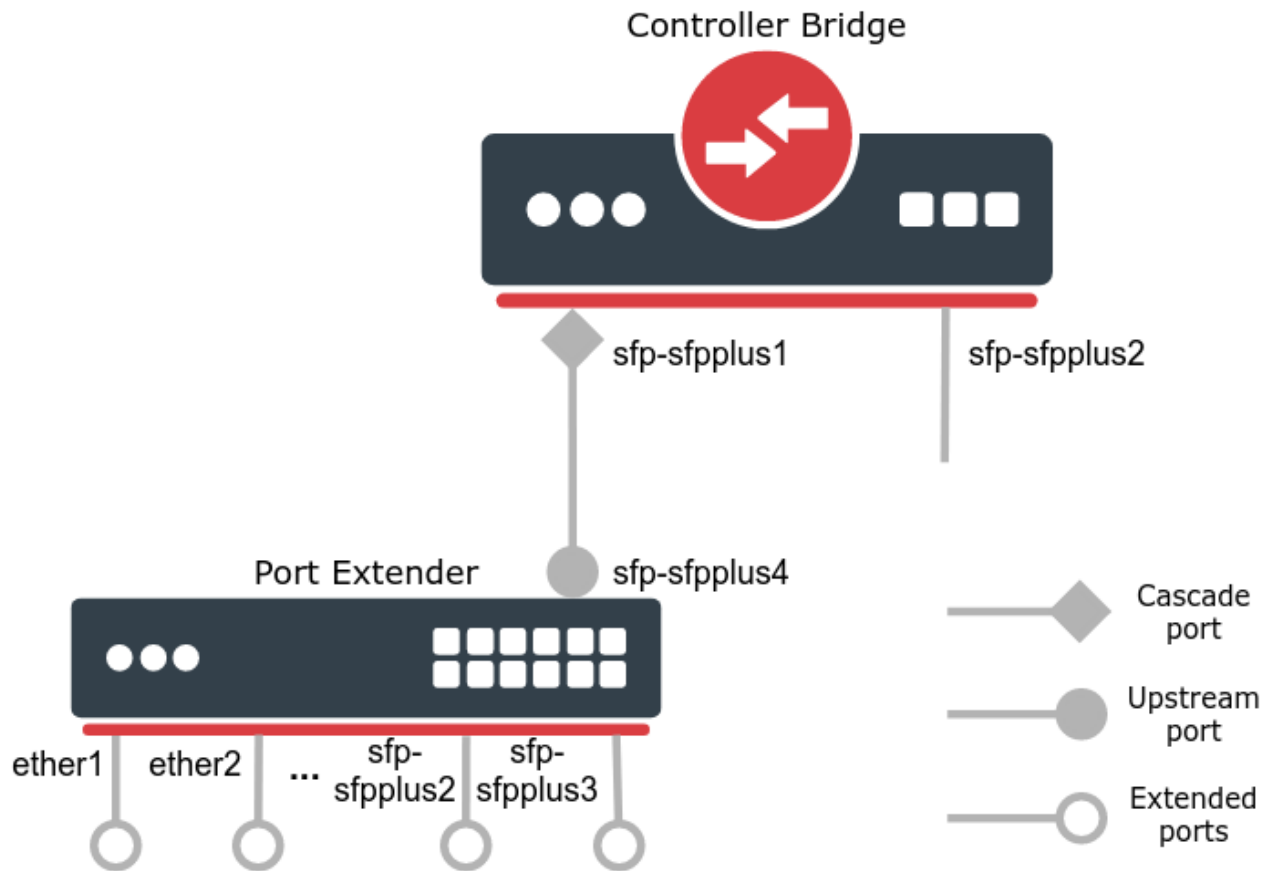 Controller Bridge
sfp-sfpplus1
sfp-sfpplus2
Port Extender
sfp-sfpplus4
ether1
ether2
...
sfp-
sfpplus2
sfp-
sfpplus3
Cascade
port
Upstream
port
Extended
ports